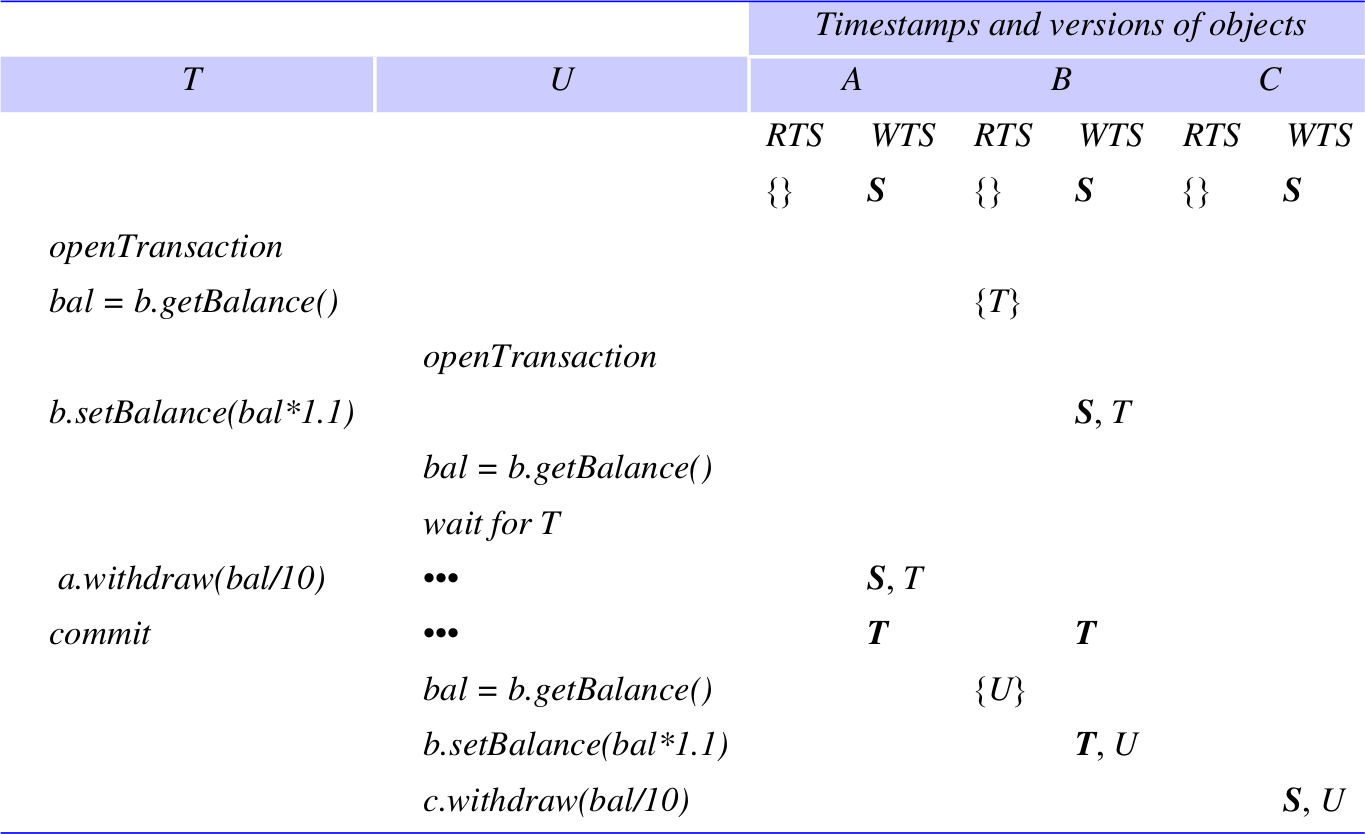 Timestamps and versions of objects
T U A B C
RTS WTS RTS WTS RTS WTS
{} S {} S {} S
openTransaction
bal = b.getBalance() {T}
openTransaction
b.setBalance(bal*1.1) S, T
bal = b.getBalance()
wait for T
a.withdraw(bal/10) ••• S, T
commit ••• T T
bal = b.getBalance() {U}
b.setBalance(bal*1.1) T, U
c.withdraw(bal/10) S, U